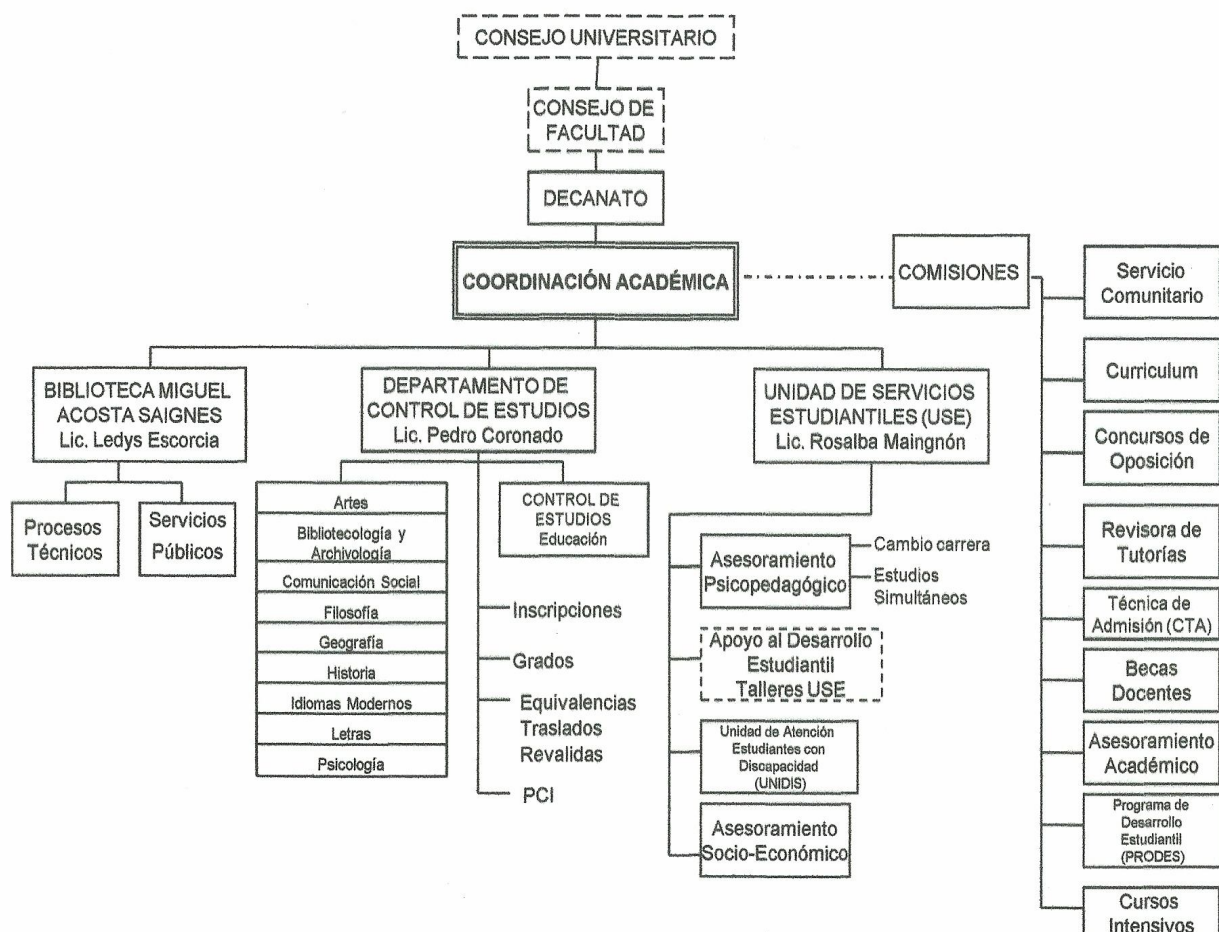 CONSEJO UNIVERSITARIO
CONSEJO DE
FACULTAD
DECANATO
COORDINACIÓN ACADÉMICA
COMISIONES
BIBLIOTECA MIGUEL
ACOSTA SAIGNES
Lic. Ledys Escorcia
Procesos
Técnicos
Servicios
Públicos
DEPARTAMENTO DE
CONTROL DE ESTUDIOS
Lic. Pedro Coronado
Artes
Bibliotecología y
Archivología
Comunicación Social
Filosofía
Geografía
Historia
Idiomas Modernos
Letras
Psicología
CONTROL DE
ESTUDIOS
Educación
Inscripciones
Grados
Equivalencias
Traslados
Revalidas
PCI
UNIDAD DE SERVICIOS
ESTUDIANTILES (USE)
Lic. Rosalba Maingnón
Asesoramiento
Psicopedagógico
Cambio carrera
Estudios
Simultáneos
Apoyo al Desarrollo
Estudiantil
Talleres USE
Unidad de Atención
Estudiantes con
Discapacidad
(UNIDIS)
Asesoramiento
Socio-Económico
Servicio
Comunitario
Curriculum
Concursos de
Oposición
Revisora de
Tutorías
Técnica de
Admisión (CTA)
Becas
Docentes
Asesoramiento
Académico
Programa de
Desarrollo
Estudiantil
(PRODES)
Cursos
Intensivos